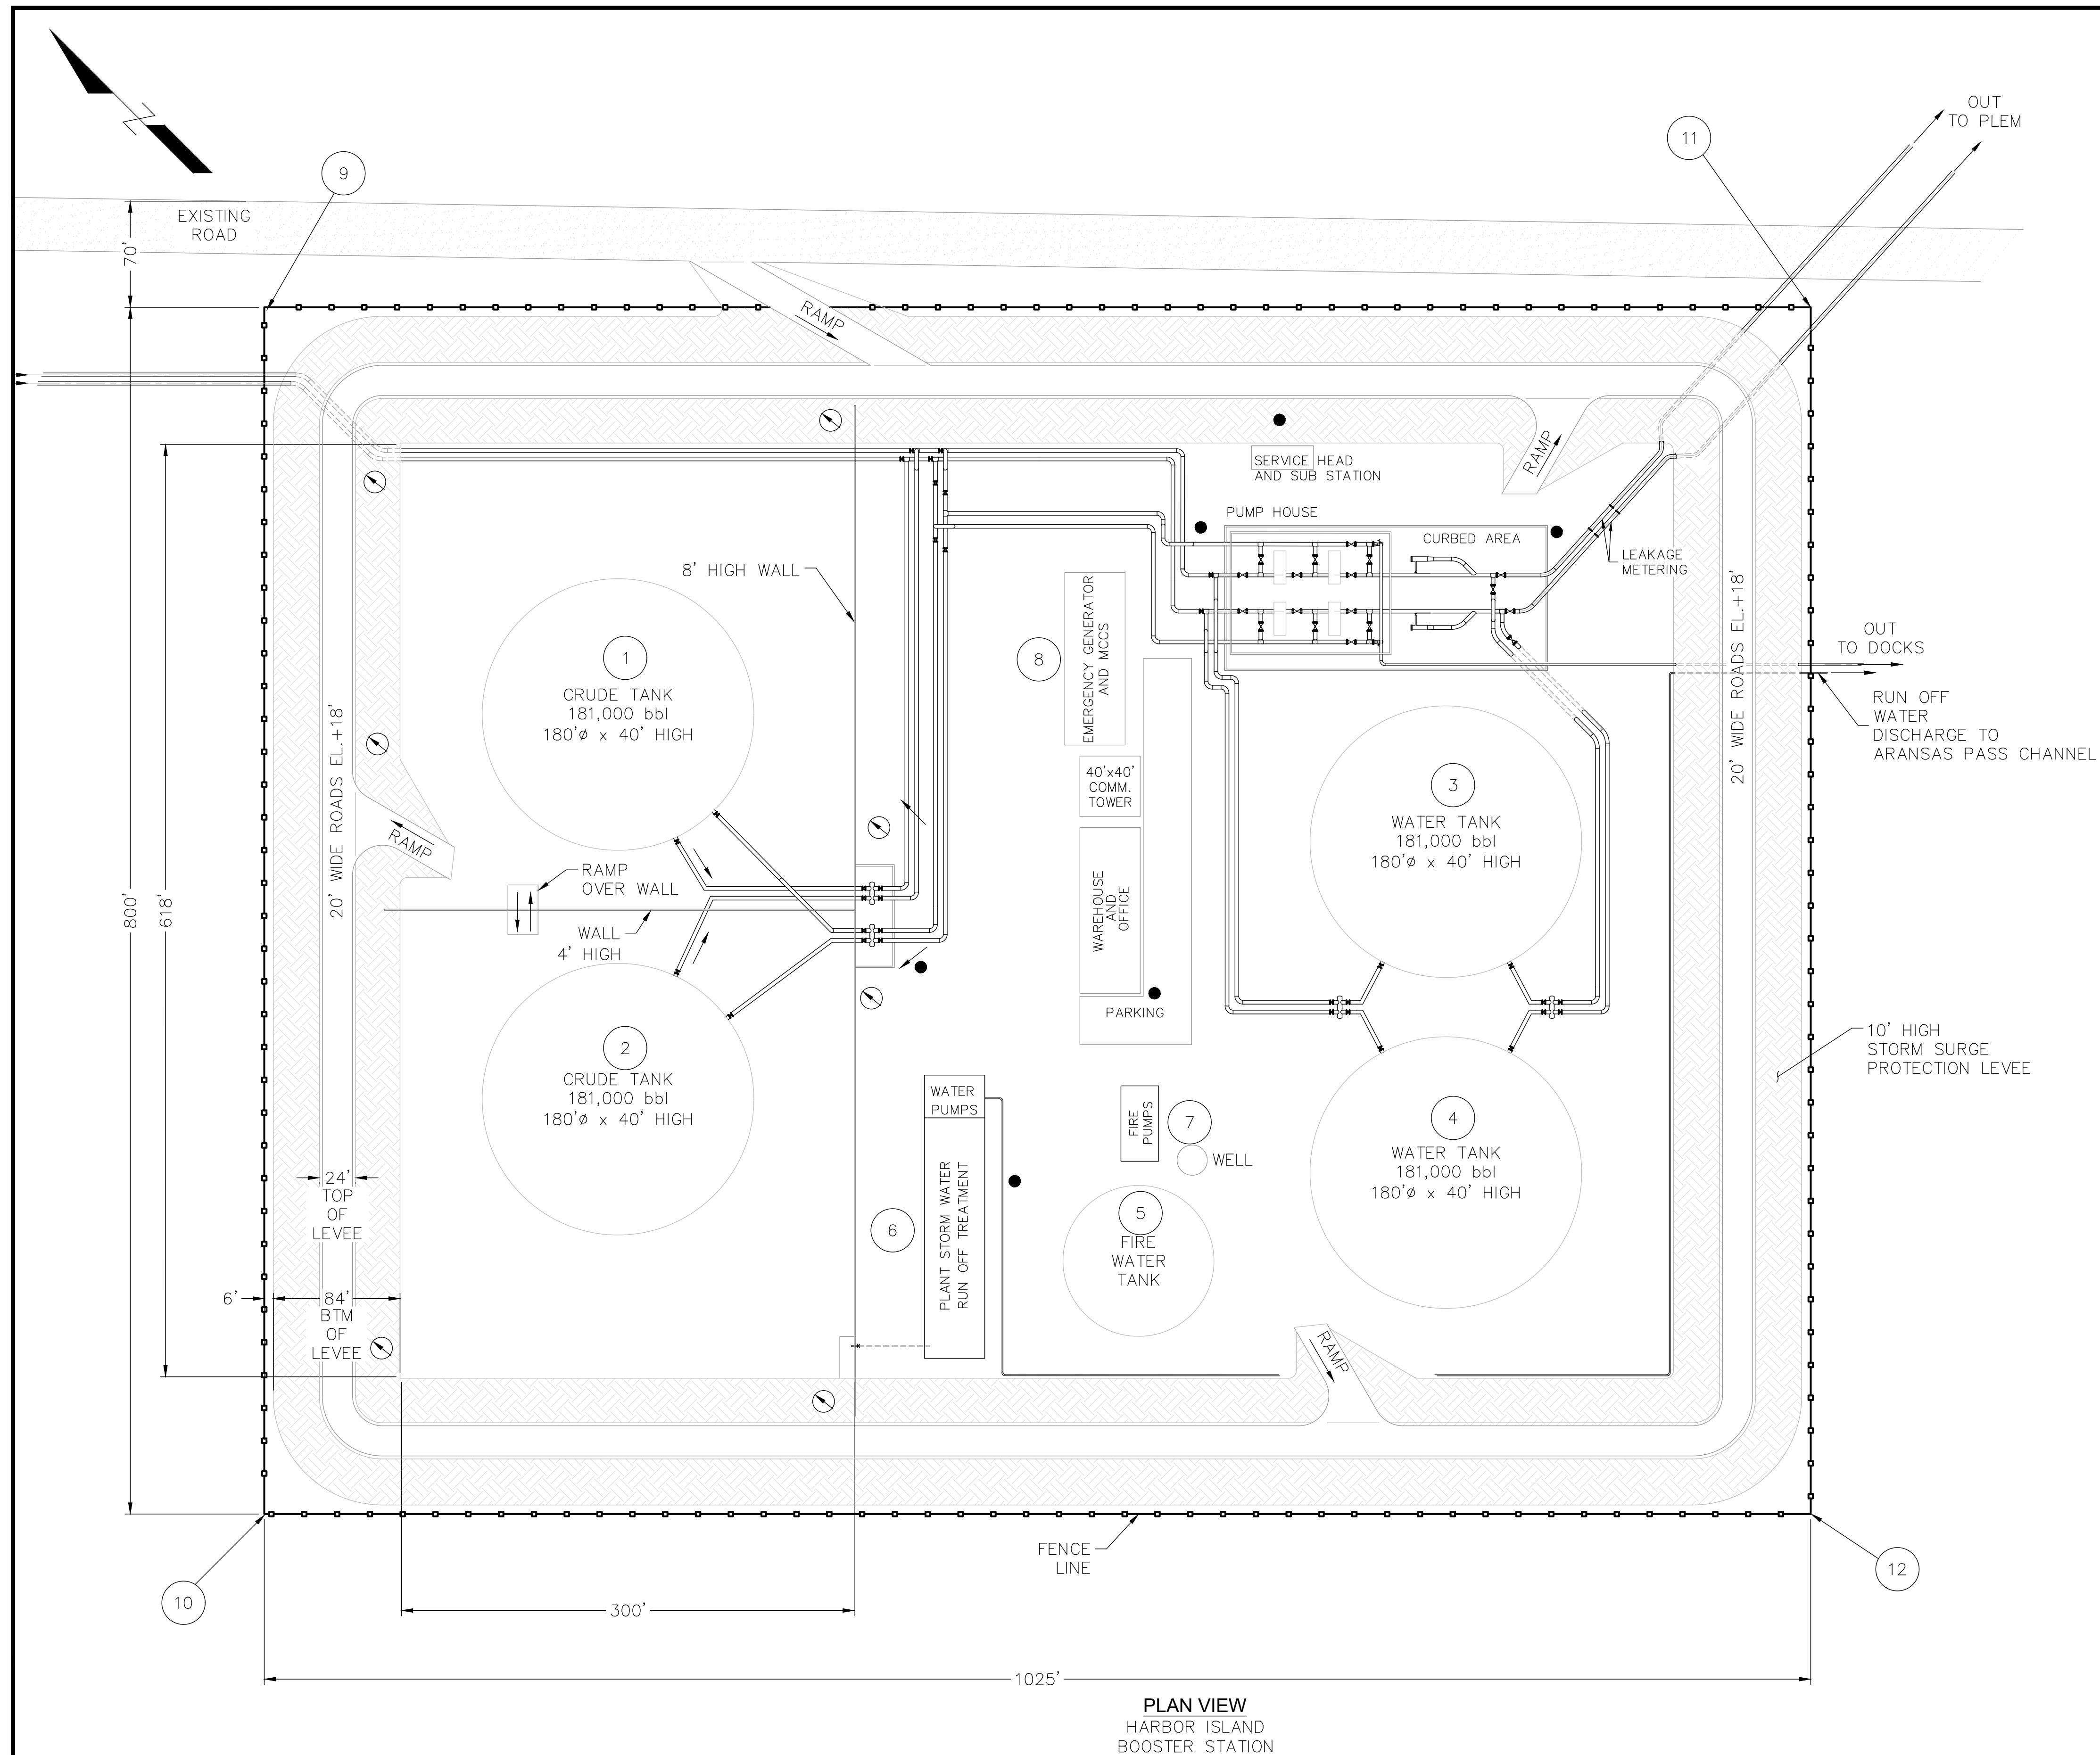 OUT
TO PLEM
11
9
EXISTING
ROAD
70'
RAMP
SERVICE HEAD
AND SUB STATION
RAMP
PUMP HOUSE
CURBED AREA
LEAKAGE
METERING
8' HIGH WALL
EMERGENCY GENERATOR
AND MCCS
8
1
CRUDE TANK
181,000 bbl
180'ø x 40' HIGH
OUT
TO DOCKS
20' WIDE ROADS EL.+18'
20' WIDE ROADS EL.+18'
RUN OFF
WATER
DISCHARGE TO
ARANSAS PASS CHANNEL
40'x40'
COMM.
TOWER
3
WATER TANK
181,000 bbl
180'ø x 40' HIGH
RAMP
RAMP
OVER WALL
WALL
4' HIGH
WAREHOUSE
AND
OFFICE
PARKING
800'
618'
2
CRUDE TANK
181,000 bbl
180'ø x 40' HIGH
10' HIGH
STORM SURGE
PROTECTION LEVEE
WATER
PUMPS
FIRE
PUMPS
7
WELL
4
WATER TANK
181,000 bbl
180'ø x 40' HIGH
24'
TOP
OF
LEVEE
6
PLANT STORM WATER
RUN OFF TREATMENT
5
FIRE
WATER
TANK
6'
84'
BTM
OF
LEVEE
RAMP
FENCE
LINE
10
12
300'
1025'
PLAN VIEW
HARBOR ISLAND
BOOSTER STATION